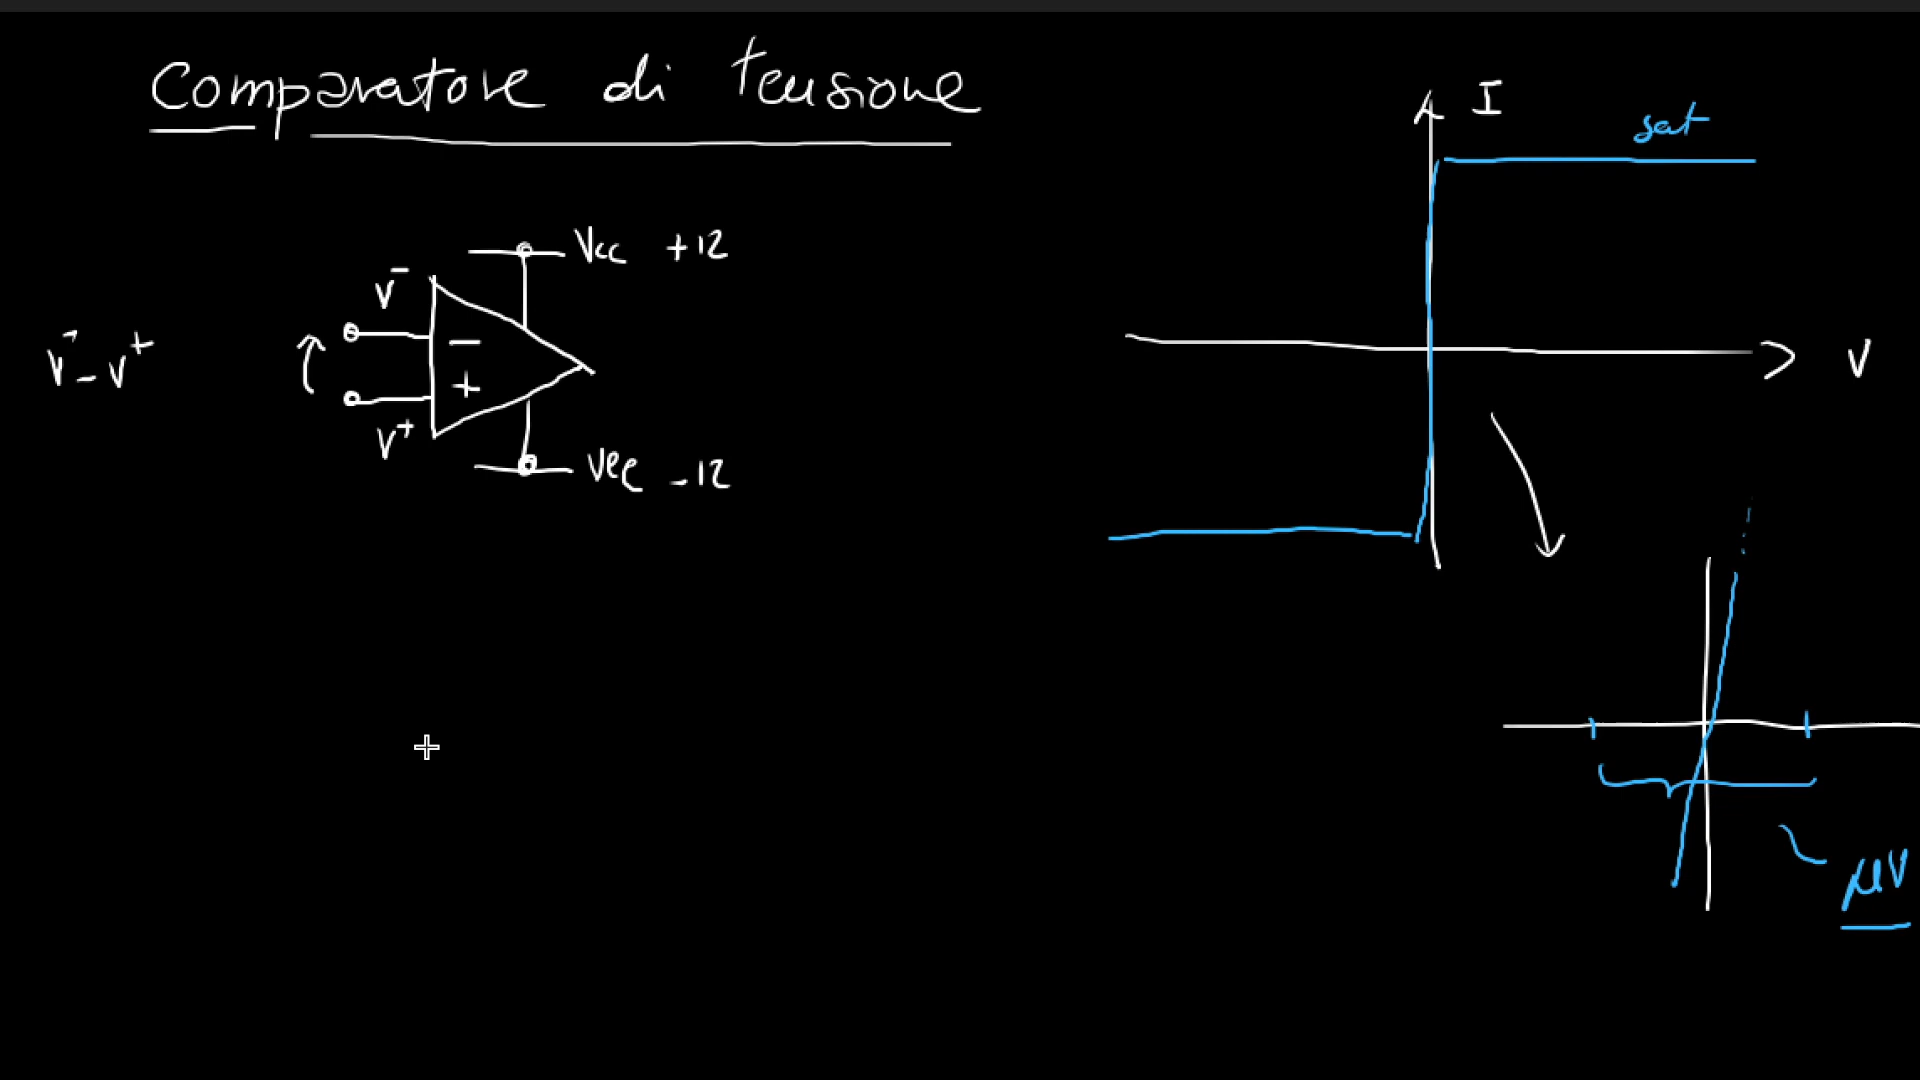 Comparatore di tensione
I
sat
Vcc +12
V-
V- - V+
-
+
V
V+
Vee -12
μV